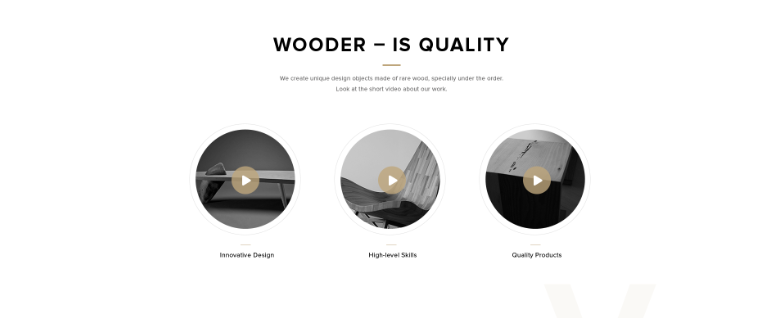 WOODER – IS QUALITY
We create unique design objects made of rare wood, specially under the order.
Look at the short video about our work.
Innovative Design
High-level Skills
Quality Products